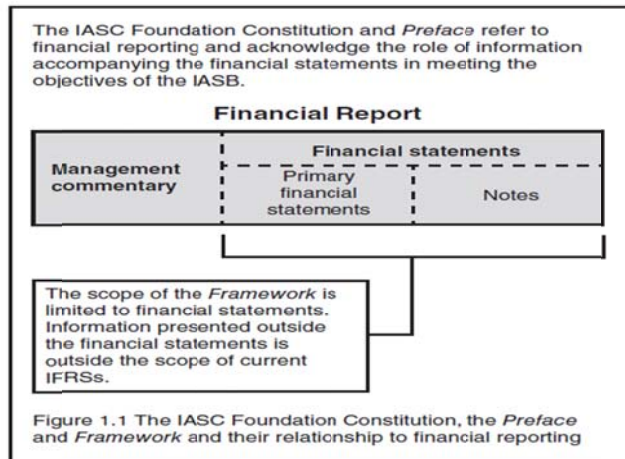 The IASC Foundation Constitution and Preface refer to
financial reporting and acknowledge the role of information
accompanying the financial statements in meeting the
objectives of the IASB.
Financial Report
Management
commentary
Financial statements
Primary
financial
statements
Notes
The scope of the Framework is
limited to financial statements.
Information presented outside
the financial statements is
outside the scope of current
IFRSs.
Figure 1.1 The IASC Foundation Constitution, the Preface
and Framework and their relationship to financial reporting